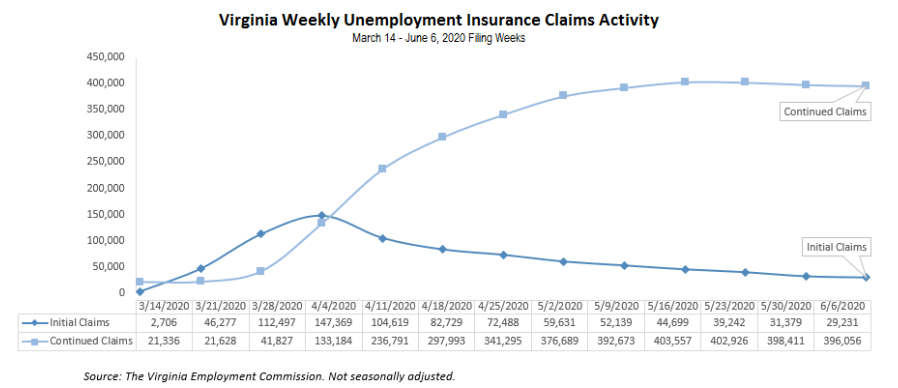 Virginia Weekly Unemployment Insurance Claims Activity
March 14 - June 6, 2020 Filing Weeks
450,000
400,000
350,000
300,000
250,000
200,000
150,000
100,000
50,000
0
Continued Claims
Initial Claims
3/14/2020 3/21/2020 3/28/2020 4/4/2020 4/11/2020 4/18/2020 4/25/2020 5/2/2020 5/9/2020 5/16/2020 5/23/2020 5/30/2020 6/6/2020
Initial Claims 2,706 46,277 112,497 147,369 104,619 82,729 72,488 59,631 52,139 44,699 39,242 31,379 29,231
Continued Claims 21,336 21,628 41,827 133,184 236,791 297,993 341,295 376,689 392,673 403,557 402,926 398,411 396,056
Source: The Virginia Employment Commission. Not seasonally adjusted.